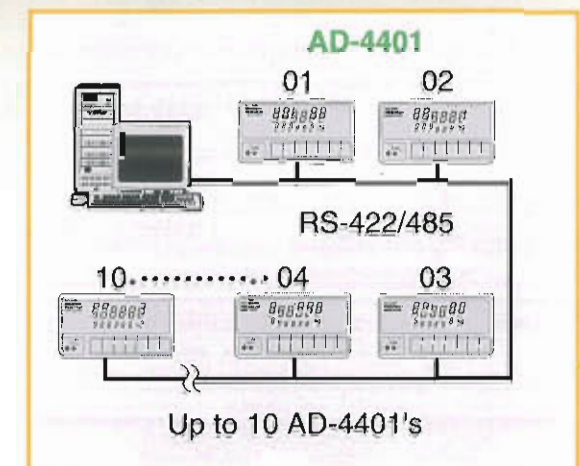 AD-4401
01 02
RS-422/485
10 ............ 04 03
Up to 10 AD-4401's